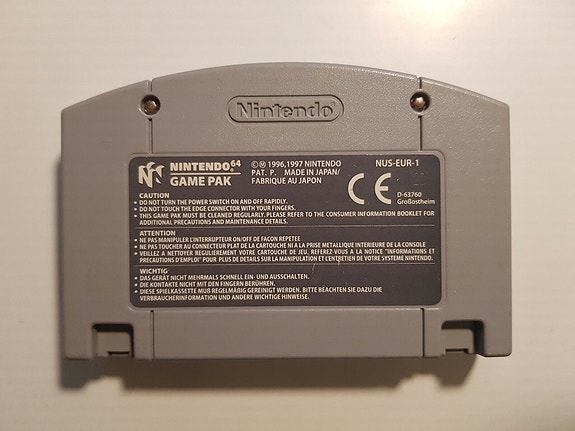 Nintendo
NINTENDO64
GAME PAK
©Ⓜ 1996,1997 NINTENDO
PAT. P. MADE IN JAPAN/
FABRIQUE AU JAPON
NUS-EUR-1
CE
D-63760
Großostheim
CAUTION
• DO NOT TURN THE POWER SWITCH ON AND OFF RAPIDLY.
• DO NOT TOUCH THE EDGE CONNECTOR WITH YOUR FINGERS.
• THIS GAME PAK MUST BE CLEANED REGULARLY. PLEASE REFER TO THE CONSUMER INFORMATION BOOKLET FOR
ADDITIONAL PRECAUTIONS AND MAINTENANCE DETAILS.
ATTENTION
• NE PAS MANIPULER L'INTERRUPTEUR ON/OFF DE FACON REPETEE
• NE PAS TOUCHER AU CONNECTEUR PLAT DE LA CARTOUCHE NI A LA PRISE METALLIQUE INTERIEURE DE LA CONSOLE
• VEILLEZ A NETTOYER REGULIEREMENT VOTRE CARTOUCHE DE JEU. REFEREZ-VOUS A LA NOTICE "INFORMATIONS ET
PRECAUTIONS D'EMPLOI" POUR PLUS DE DETAILS SUR LA MANIPULATION ET L'ENTRETIEN DE VOTRE SYSTEME NINTENDO.
WICHTIG
• DAS GERÄT NICHT MEHRMALS SCHNELL EIN- UND AUSSCHALTEN.
• DIE KONTAKTE NICHT MIT DEN FINGERN BERÜHREN.
• DIESE SPIELKASSETTE MUß REGELMÄßIG GEREINIGT WERDEN. BITTE BEACHTEN SIE DAZU DIE
VERBRAUCHERINFORMATION UND ANDERE WICHTIGE HINWEISE.